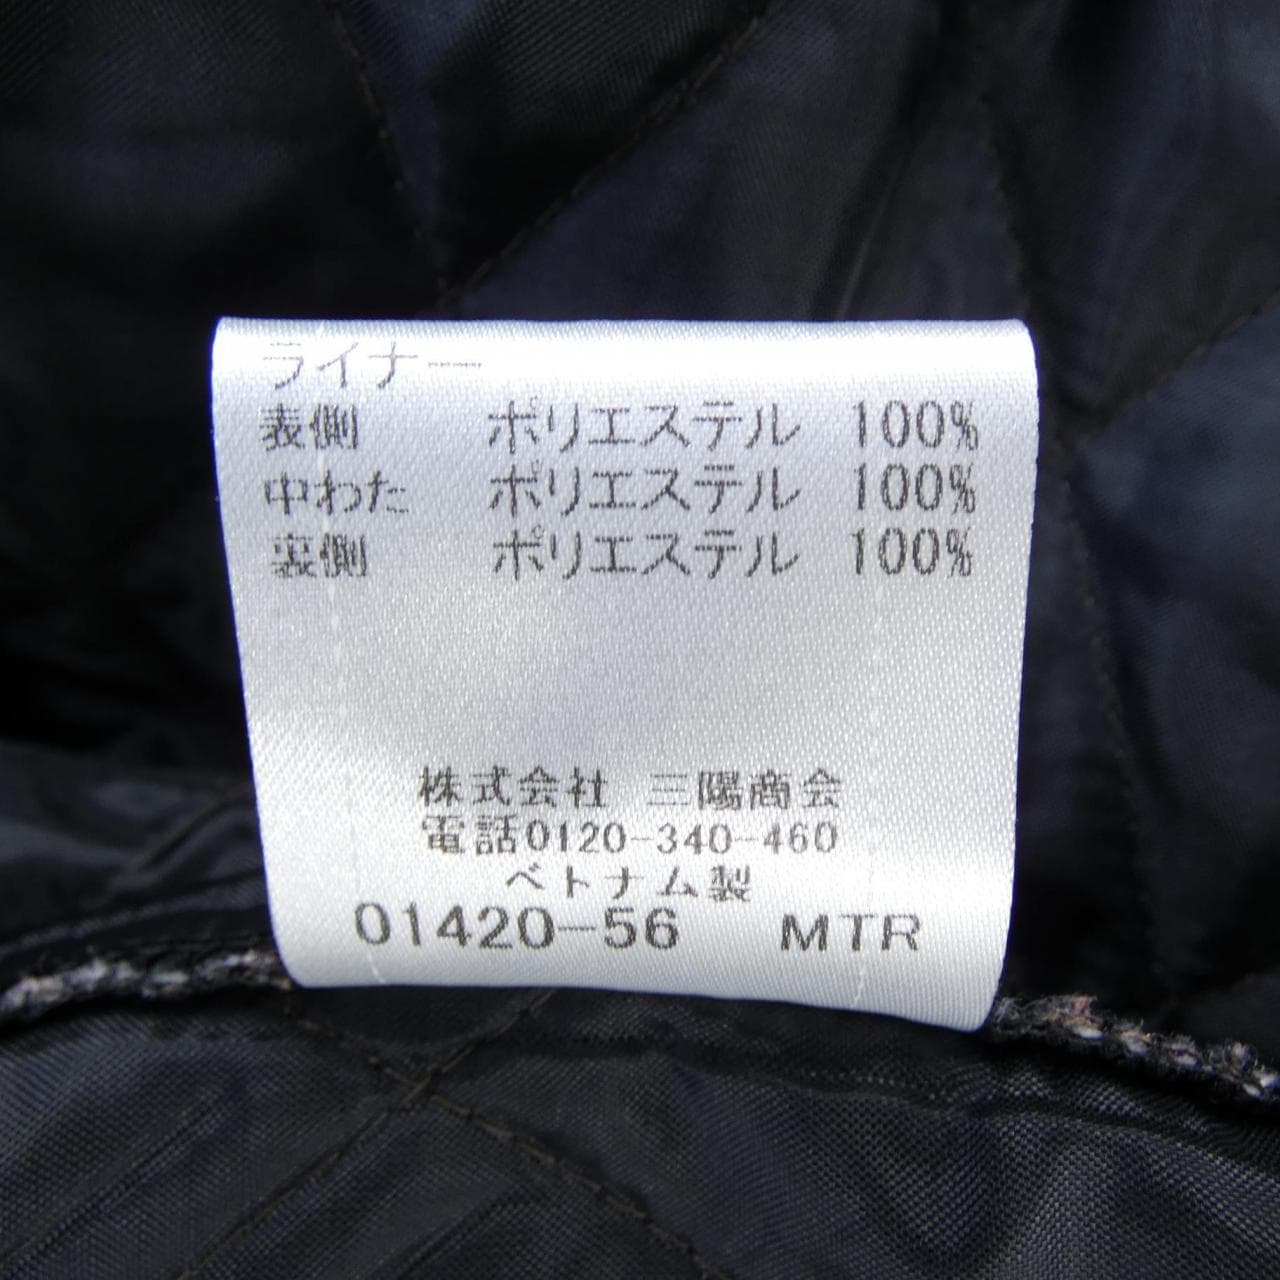 ライナー
表側 ポリエステル 100%
中わた ポリエステル 100%
裏側 ポリエステル 100%
株式会社 三陽商会
電話0120-340-460
ベトナム製
01420-56 MTR